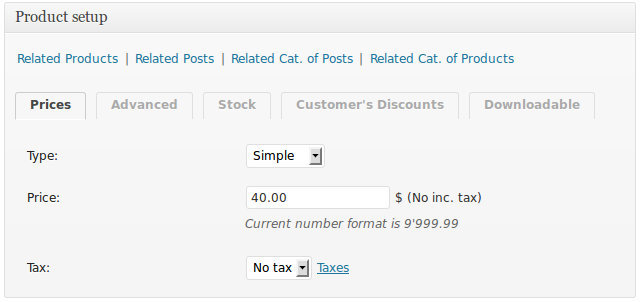 Product setup
Related Products | Related Posts | Related Cat. of Posts | Related Cat. of Products
Prices Advanced Stock Customer's Discounts Downloadable
Type: Simple
Price: 40.00 $ (No inc. tax)
Current number format is 9'999.99
Tax: No tax Taxes